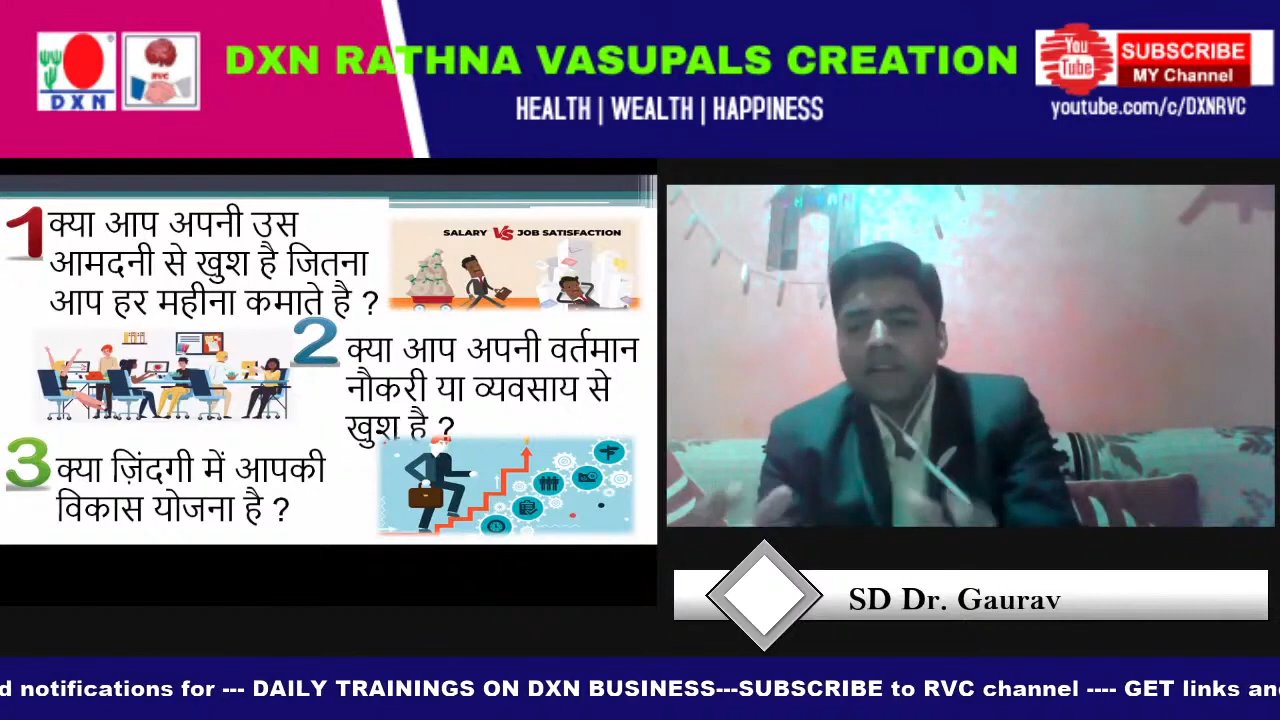 DXN
RVC
DXN RATHNA VASUPALS CREATION
HEALTH | WEALTH | HAPPINESS
You
Tube
SUBSCRIBE
MY Channel
youtube.com/c/DXNRVC
1 क्या आप अपनी उस
आमदनी से खुश है जितना
आप हर महीना कमाते है ?
SALARY VS JOB SATISFACTION
2 क्या आप अपनी वर्तमान
नौकरी या व्यवसाय से
खुश है ?
3 क्या ज़िंदगी में आपकी
विकास योजना है ?
SD Dr. Gaurav
d notifications for --- DAILY TRAININGS ON DXN BUSINESS---SUBSCRIBE to RVC channel ---- GET links and